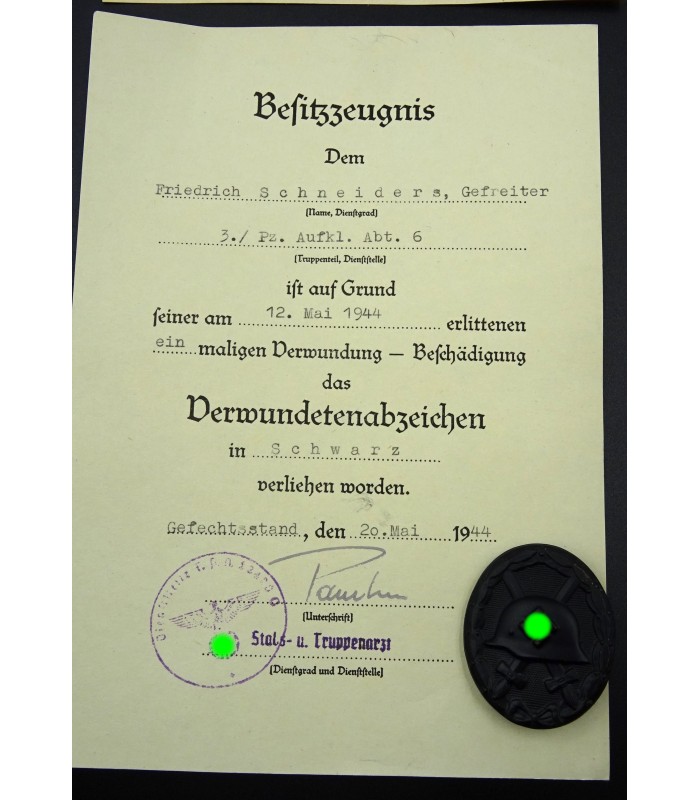 Besitzzeugnis
Dem
Friedrich Schneiders, Gefreiter
(Name, Dienstgrad)
3./ Pz. Aufkl. Abt. 6
(Truppenteil, Dienststelle)
ist auf Grund
seiner am 12. Mai 1944 erlittenen
ein maligen Verwundung – Beschädigung
das
Verwundetenabzeichen
in Schwarz
verliehen worden.
Gefechtsstand, den 20. Mai 1944
(Unterschrift)
Stabs- u. Truppenarzt
(Dienstgrad und Dienststelle)
Dienststelle